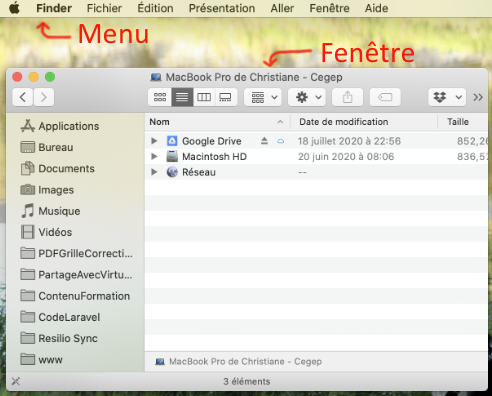 Finder Fichier Édition Présentation Aller Fenêtre Aide
Menu
Fenêtre
MacBook Pro de Christiane - Cegep
Nom Date de modification Taille
Applications
Bureau
Documents
Images
Musique
Vidéos
PDFGrilleCorrecti...
PartageAvecVirtu...
ContenuFormation
CodeLaravel
Resilio Sync
www
Google Drive 18 juillet 2020 à 22:56 852,26
Macintosh HD 20 juin 2020 à 08:06 836,57
Réseau --
MacBook Pro de Christiane - Cegep
3 éléments